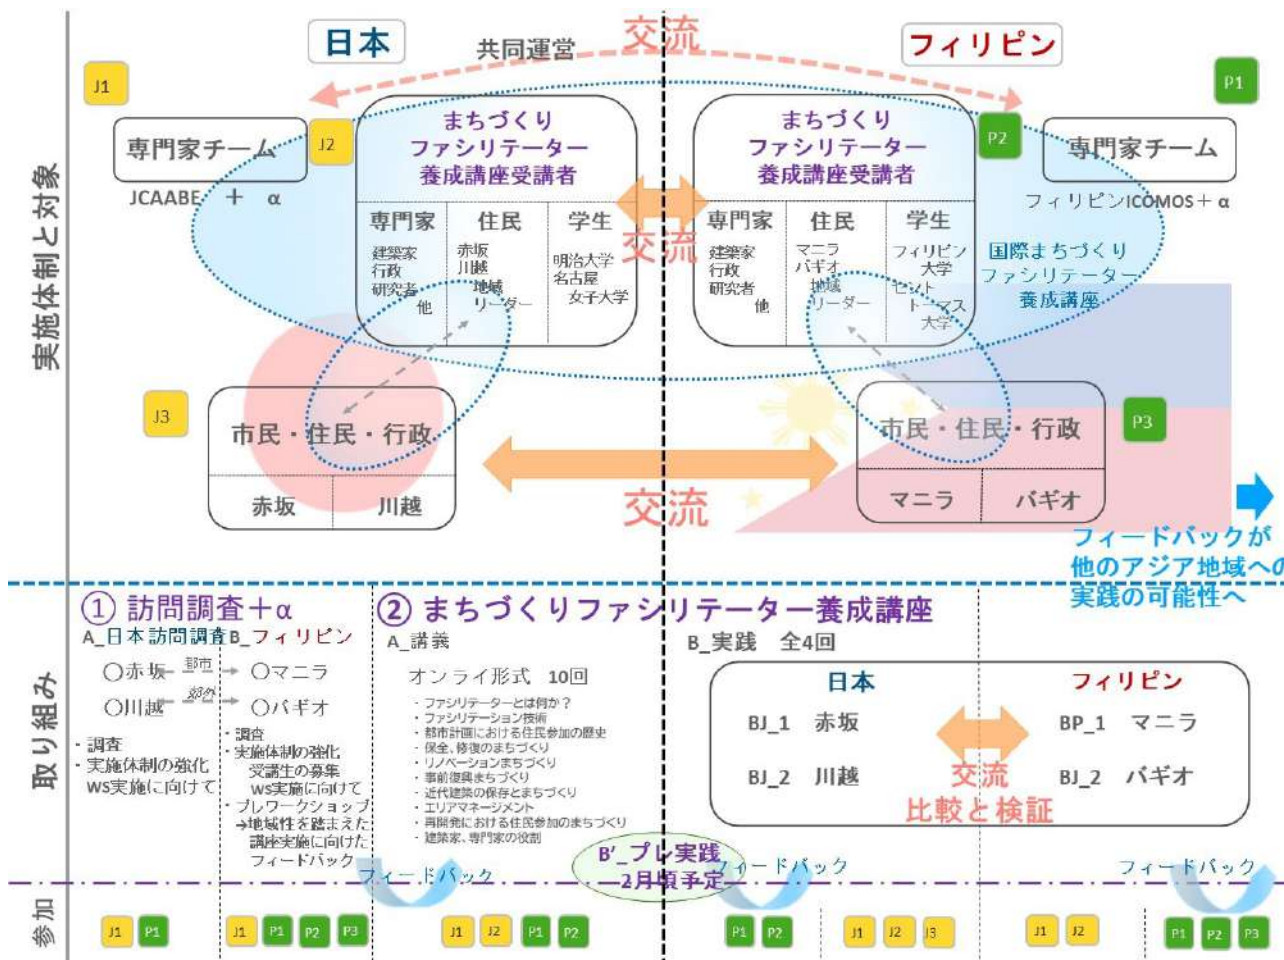 日本
共同運営
交流
フィリピン
J1
P1
実施体制と対象
専門家チーム
J2
JCAABE ＋ α
まちづくり
ファシリテーター
養成講座受講者
専門家
建築家
行政
研究者
他
住民
赤坂
川越
地域
リーダー
学生
明治大学
名古屋
女子大学
交流
まちづくり
ファシリテーター
養成講座受講者
専門家
建築家
行政
研究者
他
住民
マニラ
バギオ
地域
リーダー
学生
フィリピン
大学
セント
トーマス
大学
P2
専門家チーム
フィリピンICOMOS＋α
国際まちづくり
ファシリテーター
養成講座
J3
市民・住民・行政
赤坂
川越
交流
市民・住民・行政
マニラ
バギオ
P3
フィードバックが
他のアジア地域への
実践の可能性へ
取り組み
① 訪問調査＋α
A_日本訪問調査
B_フィリピン
〇赤坂
都市
〇マニラ
〇川越
郊外
〇バギオ
・調査
・実施体制の強化
WS実施に向けて
・調査
・実施体制の強化
受講生の募集
WS実施に向けて
・プレワークショップ
→地域性を踏まえた
講座実施に向けた
フィードバック
② まちづくりファシリテーター養成講座
A_講義
オンライ形式 10回
・ファシリテーターとは何か？
・ファシリテーション技術
・都市計画における住民参加の歴史
・保全、修復のまちづくり
・リノベーションまちづくり
・事前復興まちづくり
・近代建築の保存とまちづくり
・エリアマネージメント
・再開発における住民参加のまちづくり
・建築家、専門家の役割
B_実践 全4回
日本
フィリピン
BJ_1 赤坂
BP_1 マニラ
BJ_2 川越
交流
BJ_2 バギオ
比較と検証
B'_プレ実践
2月頃予定
フィードバック
フィードバック
フィードバック
参加
J1 P1
J1 P1 P2 P3
J1 J2 P1 P2
P1 P2
J1 J2 J3
J1 J2
P1 P2 P3